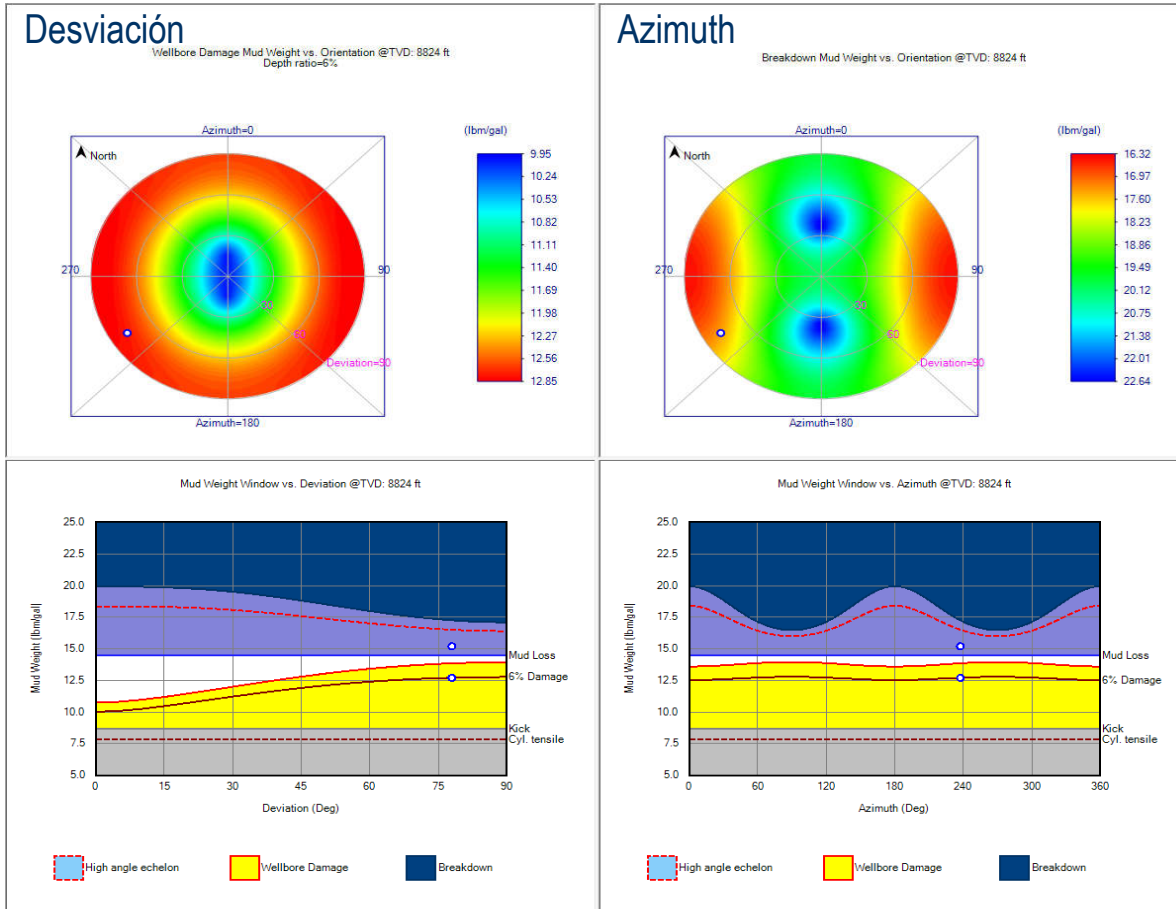 Desviación
Wellbore Damage Mud Weight vs. Orientation @TVD: 8824 ft
Depth ratio=6%
Azimuth=0
(lbm/gal)
North
9.95
10.24
10.53
10.82
11.11
11.40
11.69
11.98
12.27
12.56
12.85
270
90
30
60
Deviation=90
Azimuth=180
Azimuth
Breakdown Mud Weight vs. Orientation @TVD: 8824 ft
Azimuth=0
(lbm/gal)
North
16.32
16.97
17.60
18.23
18.86
19.49
20.12
20.75
21.38
22.01
22.64
270
90
30
60
Deviation=90
Azimuth=180
Mud Weight Window vs. Deviation @TVD: 8824 ft
Mud Weight (lbm/gal)
25.0
22.5
20.0
17.5
15.0
12.5
10.0
7.5
5.0
Mud Loss
6% Damage
Kick
Cyl. tensile
0 15 30 45 60 75 90
Deviation (Deg)
High angle echelon Wellbore Damage Breakdown
Mud Weight Window vs. Azimuth @TVD: 8824 ft
Mud Weight (lbm/gal)
25.0
22.5
20.0
17.5
15.0
12.5
10.0
7.5
5.0
Mud Loss
6% Damage
Kick
Cyl. tensile
0 60 120 180 240 300 360
Azimuth (Deg)
High angle echelon Wellbore Damage Breakdown